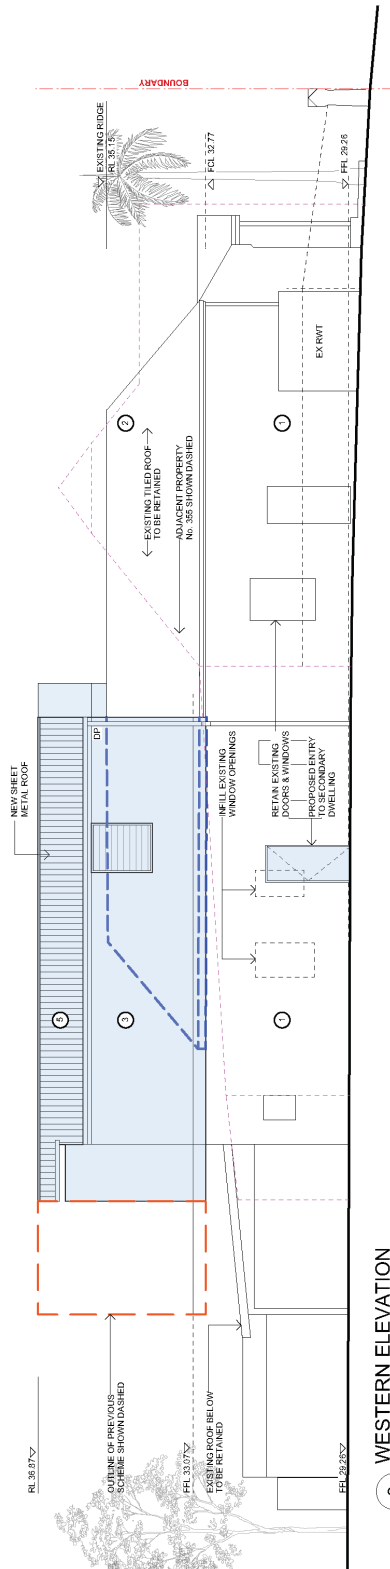 RL 36.87
OUTLINE OF PREVIOUS
SCHEME SHOWN DASHED
FFL 33.07
EXISTING ROOF BELOW
TO BE RETAINED
FFL 29.26
NEW SHEET
METAL ROOF
5
3
1
DP
INFILL EXISTING
WINDOW OPENINGS
RETAIN EXISTING
DOORS & WINDOWS
PROPOSED ENTRY
TO SECONDARY
DWELLING
2
EXISTING TILED ROOF
TO BE RETAINED
ADJACENT PROPERTY
No. 355 SHOWN DASHED
1
EX RWT
EXISTING RIDGE
RL 35.15
BOUNDARY
FCL 32.77
FFL 29.26
WESTERN ELEVATION